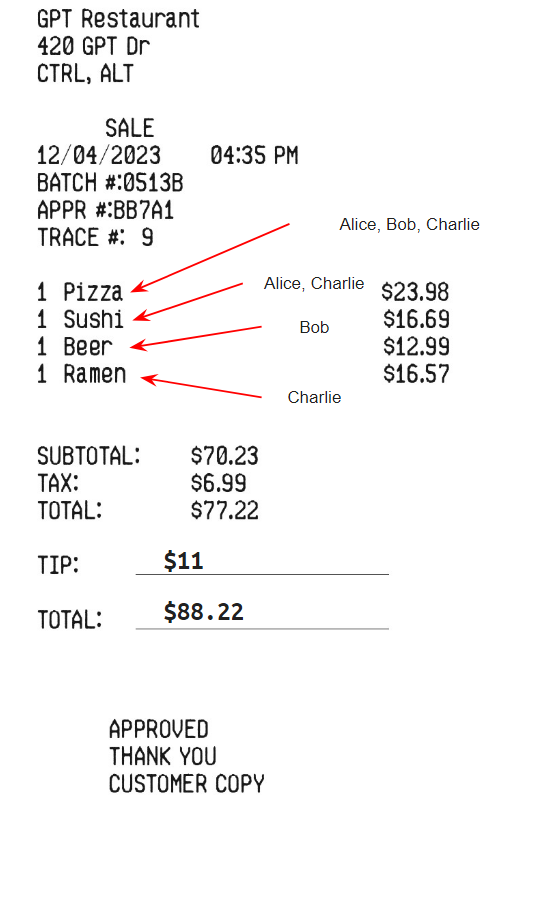 GPT Restaurant
420 GPT Dr
CTRL, ALT
SALE
12/04/2023 04:35 PM
BATCH #:0513B
APPR #:BB7A1
TRACE #: 9
Alice, Bob, Charlie
1 Pizza $23.98
Alice, Charlie
1 Sushi $16.69
Bob
1 Beer $12.99
1 Ramen $16.57
Charlie
SUBTOTAL: $70.23
TAX: $6.99
TOTAL: $77.22
TIP: $11
TOTAL: $88.22
APPROVED
THANK YOU
CUSTOMER COPY